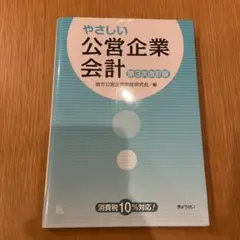 やさしい
公営企業
会計
第3次改訂版
地方公営企業制度研究会/編
消費税10%対応!
ぎょうせい